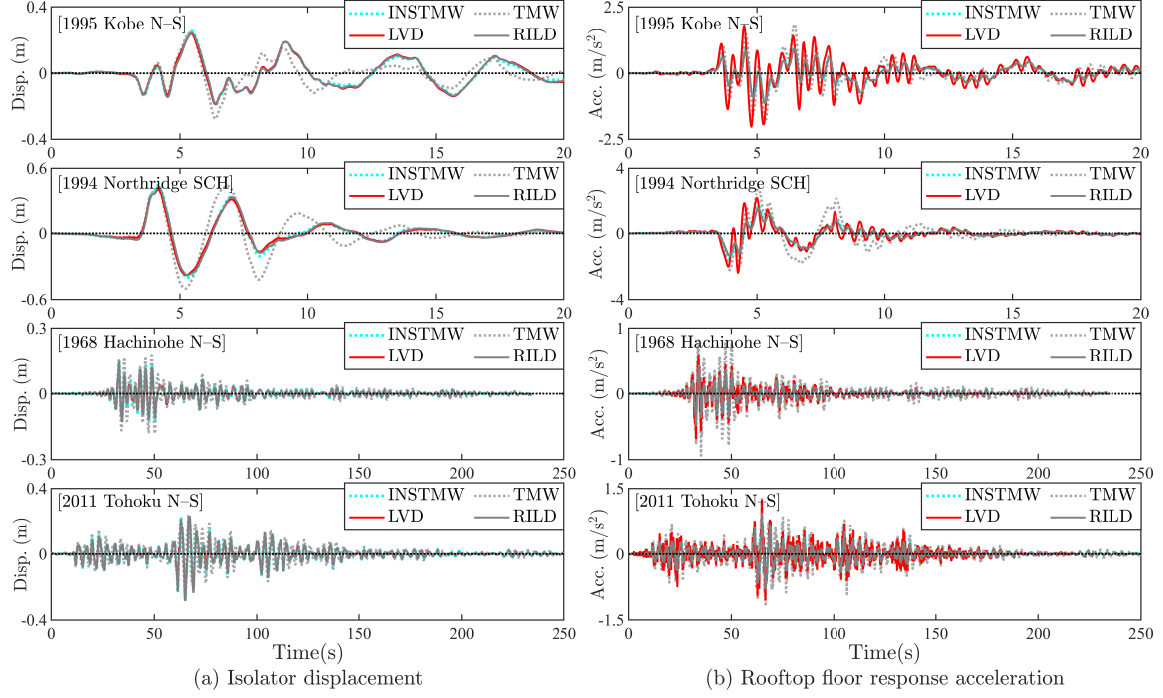 [1995 Kobe N–S]
INSTMW TMW
LVD RILD
0.4
0
-0.4
Disp. (m)
0 5 10 15 20
[1994 Northridge SCH]
INSTMW TMW
LVD RILD
0.6
0
-0.6
Disp. (m)
0 5 10 15 20
[1968 Hachinohe N–S]
INSTMW TMW
LVD RILD
0.3
0
-0.3
Disp. (m)
0 50 100 150 200 250
[2011 Tohoku N–S]
INSTMW TMW
LVD RILD
0.4
0
-0.4
Disp. (m)
0 50 100 150 200 250
Time(s)
(a) Isolator displacement
[1995 Kobe N–S]
INSTMW TMW
LVD RILD
2.5
0
-2.5
Acc. (m/s²)
0 5 10 15 20
[1994 Northridge SCH]
INSTMW TMW
LVD RILD
4
0
-4
Acc. (m/s²)
0 5 10 15 20
[1968 Hachinohe N–S]
INSTMW TMW
LVD RILD
1
0
-1
Acc. (m/s²)
0 50 100 150 200 250
[2011 Tohoku N–S]
INSTMW TMW
LVD RILD
1.5
0
-1.5
Acc. (m/s²)
0 50 100 150 200 250
Time(s)
(b) Rooftop floor response acceleration